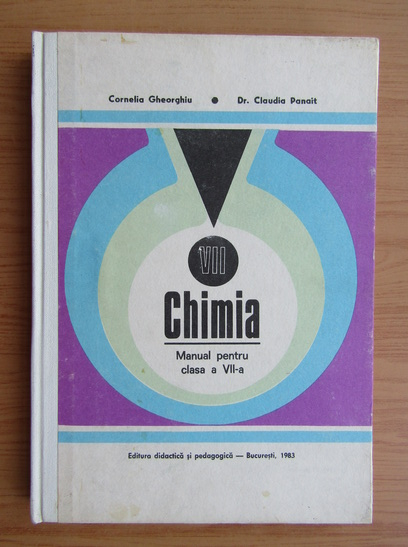 Cornelia Gheorghiu ● Dr. Claudia Panait
VII
Chimia
Manual pentru
clasa a VII-a
Editura didactică și pedagogică — București, 1983